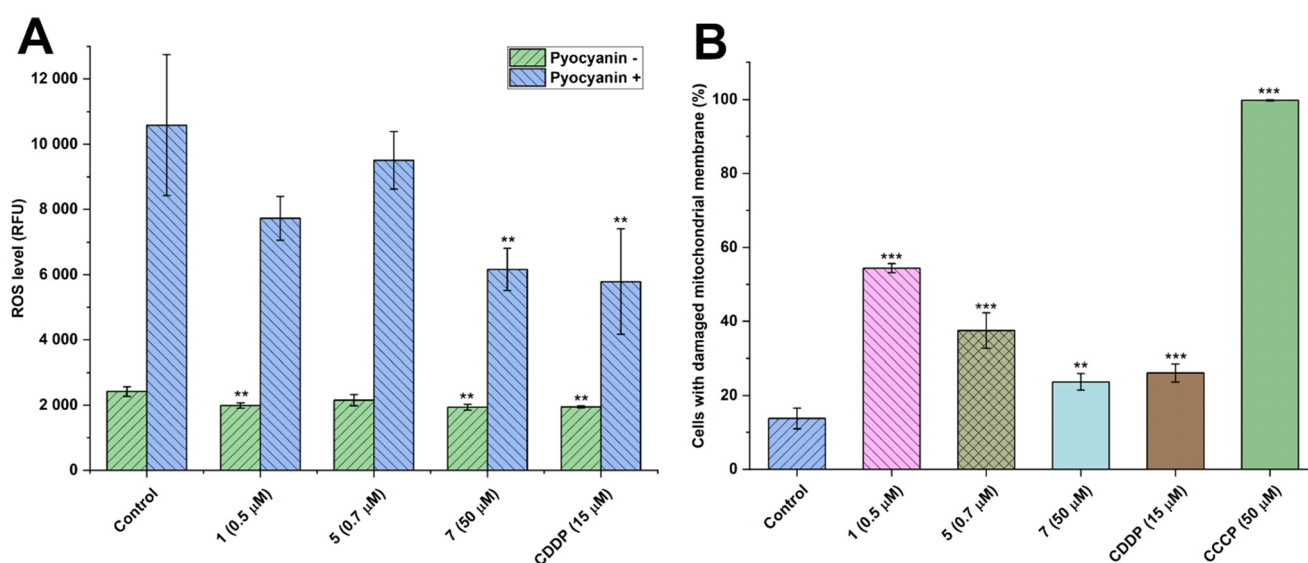 A
Pyocyanin -
Pyocyanin +
ROS level (RFU)
12 000
10 000
8 000
6 000
4 000
2 000
0
**
**
**
**
**
Control
1 (0.5 μM)
5 (0.7 μM)
7 (50 μM)
CDDP (15 μM)
B
Cells with damaged mitochondrial membrane (%)
100
80
60
40
20
0
***
***
**
***
***
Control
1 (0.5 μM)
5 (0.7 μM)
7 (50 μM)
CDDP (15 μM)
CCCP (50 μM)